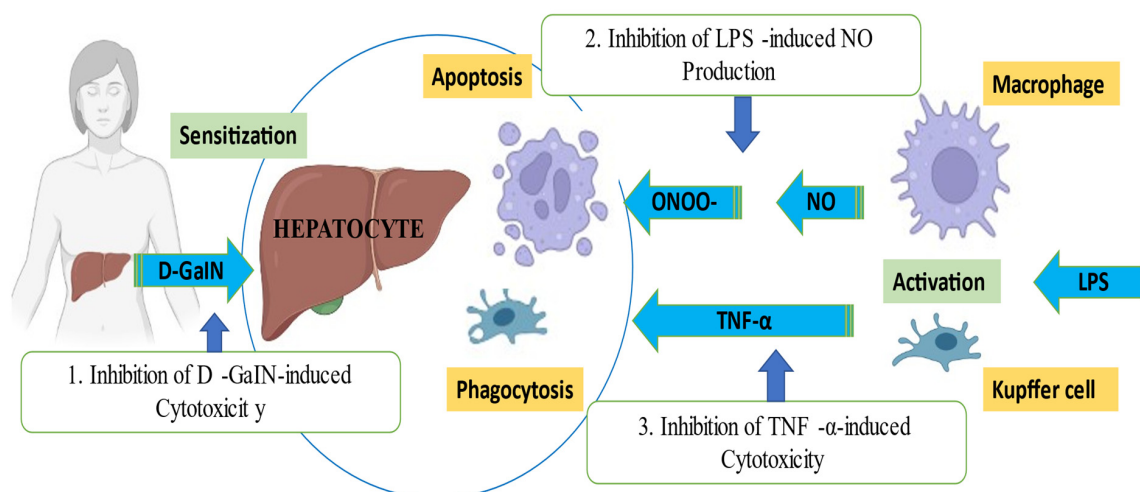 2. Inhibition of LPS -induced NO
Production
Apoptosis
Macrophage
Sensitization
HEPATOCYTE
ONOO-
NO
D-GaIN
Activation
LPS
TNF-α
1. Inhibition of D -GaIN-induced
Cytotoxicit y
Phagocytosis
Kupffer cell
3. Inhibition of TNF -α-induced
Cytotoxicity